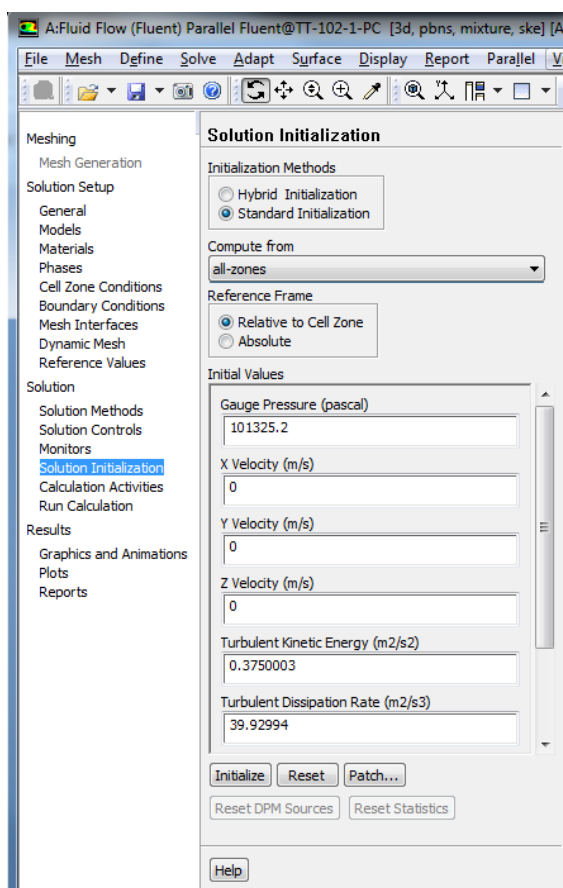 A:Fluid Flow (Fluent) Parallel Fluent@TT-102-1-PC [3d, pbns, mixture, ske] [A
File Mesh Define Solve Adapt Surface Display Report Parallel V
Meshing
Mesh Generation
Solution Setup
General
Models
Materials
Phases
Cell Zone Conditions
Boundary Conditions
Mesh Interfaces
Dynamic Mesh
Reference Values
Solution
Solution Methods
Solution Controls
Monitors
Solution Initialization
Calculation Activities
Run Calculation
Results
Graphics and Animations
Plots
Reports
Solution Initialization
Initialization Methods
Hybrid Initialization
Standard Initialization
Compute from
all-zones
Reference Frame
Relative to Cell Zone
Absolute
Initial Values
Gauge Pressure (pascal)
101325.2
X Velocity (m/s)
0
Y Velocity (m/s)
0
Z Velocity (m/s)
0
Turbulent Kinetic Energy (m2/s2)
0.3750003
Turbulent Dissipation Rate (m2/s3)
39.92994
Initialize Reset Patch...
Reset DPM Sources Reset Statistics
Help